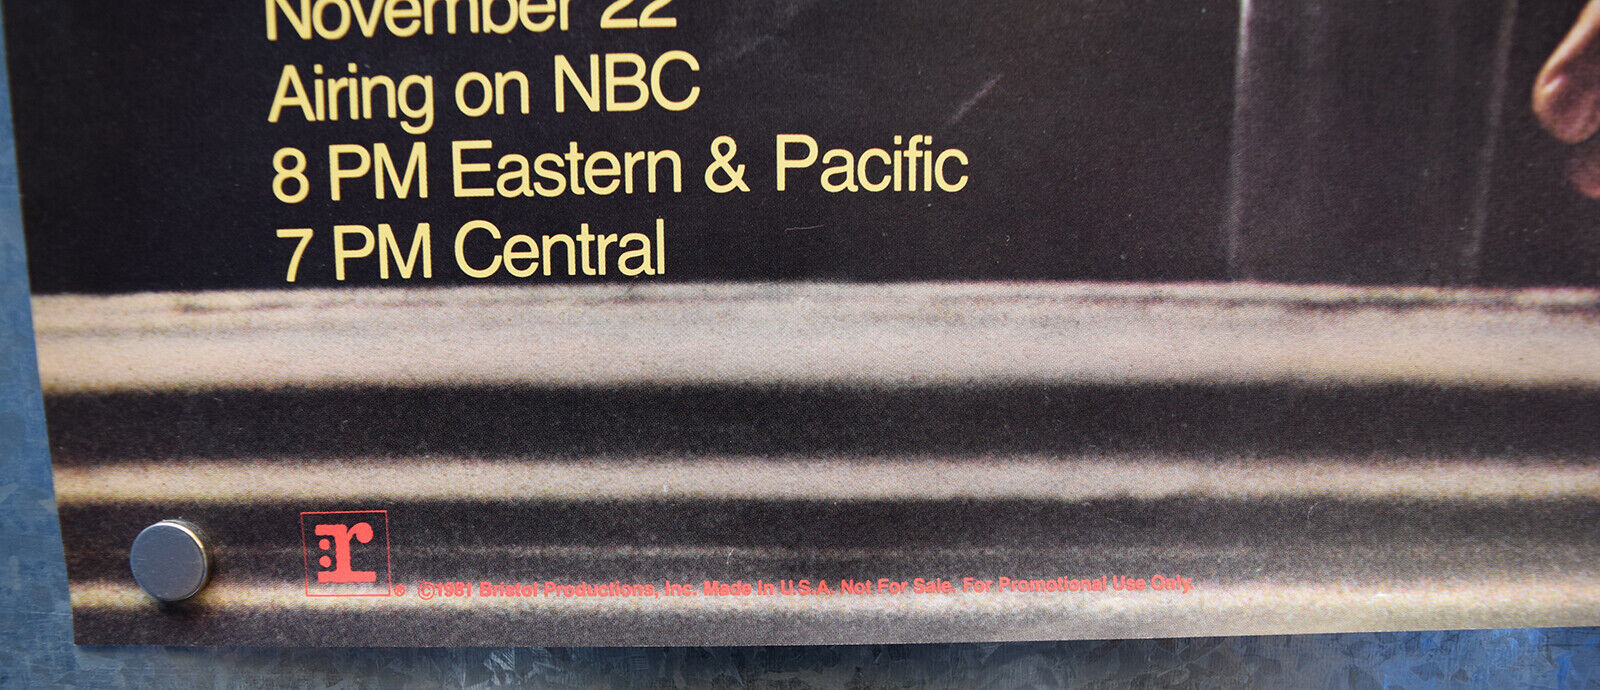 November 22
Airing on NBC
8 PM Eastern & Pacific
7 PM Central
:r
® ©1981 Bristol Productions, Inc. Made in U.S.A. Not For Sale. For Promotional Use Only.